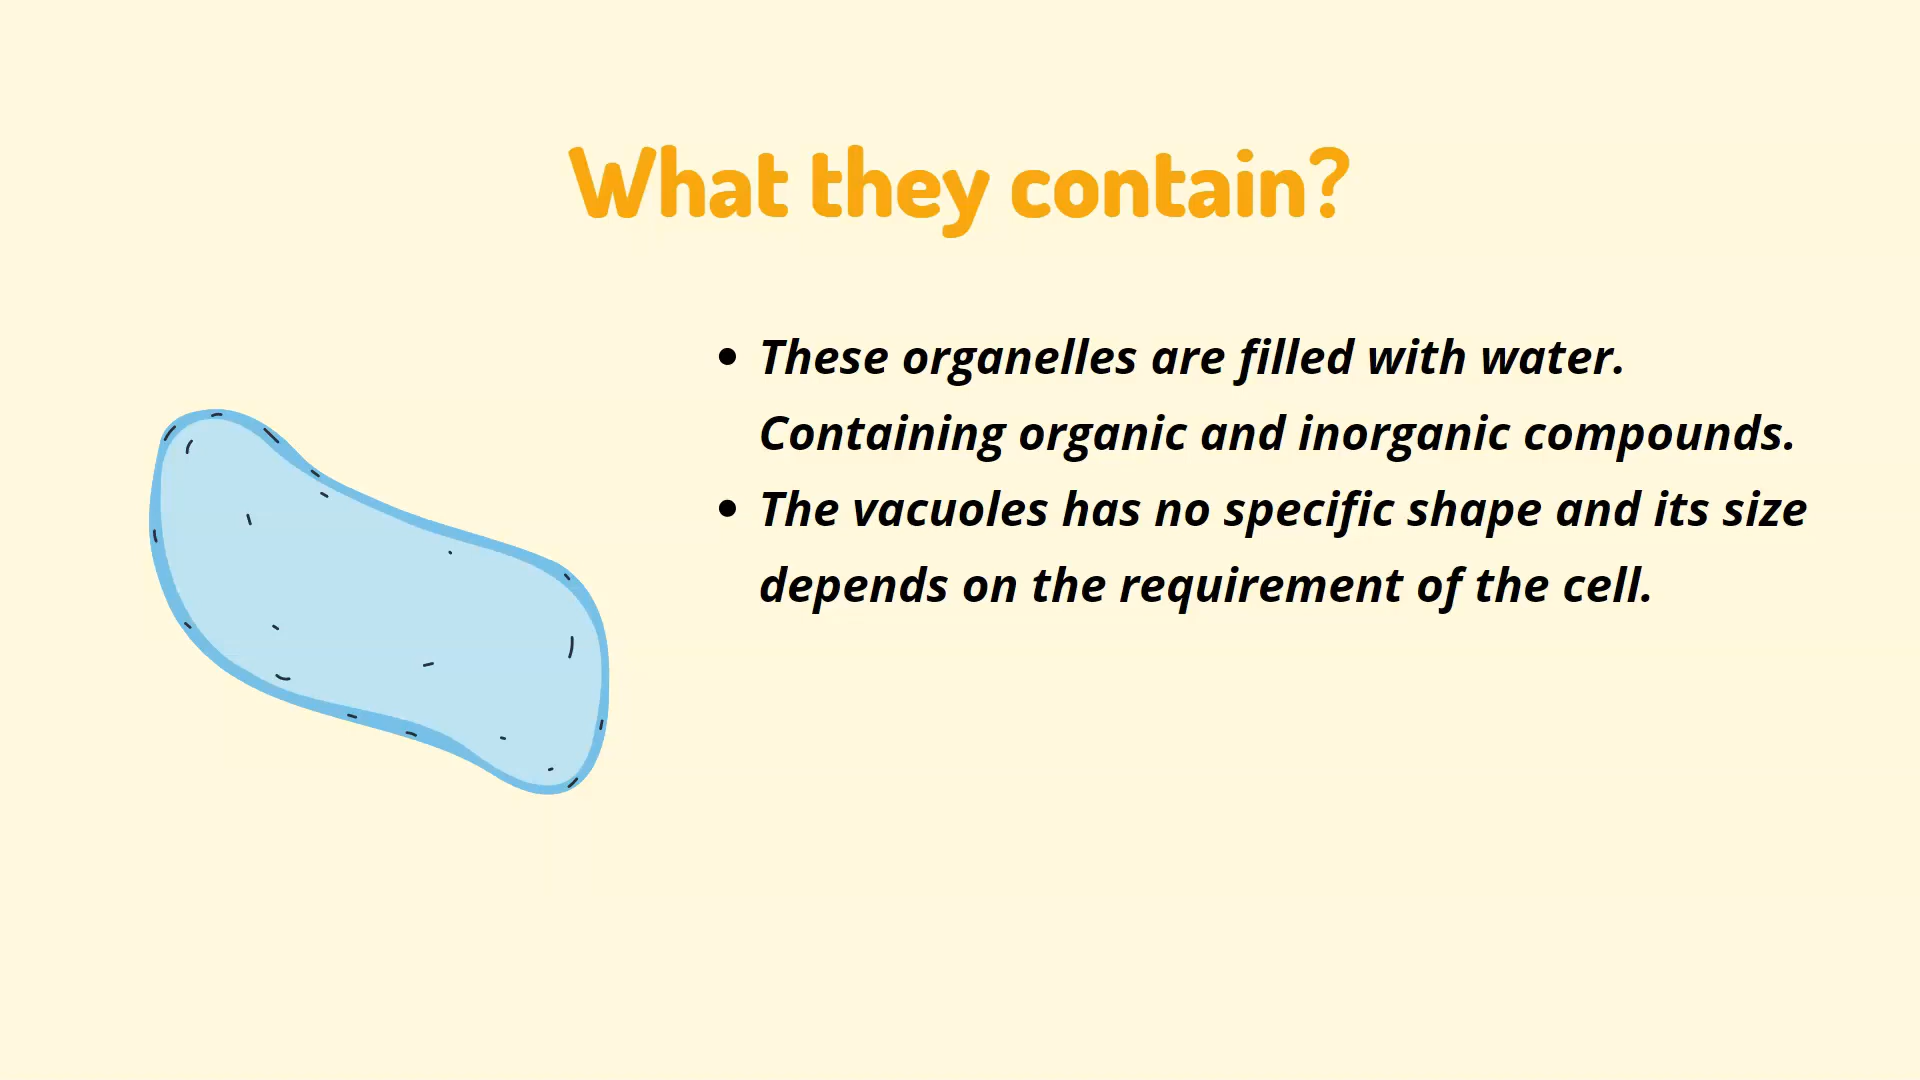 What they contain?
• These organelles are filled with water.
Containing organic and inorganic compounds.
• The vacuoles has no specific shape and its size
depends on the requirement of the cell.